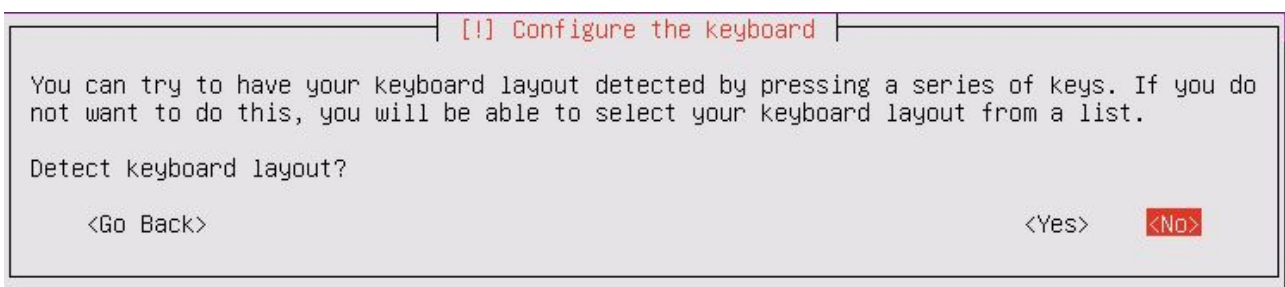 [!] Configure the keyboard
You can try to have your keyboard layout detected by pressing a series of keys. If you do
not want to do this, you will be able to select your keyboard layout from a list.
Detect keyboard layout?
<Go Back> <Yes> <No>